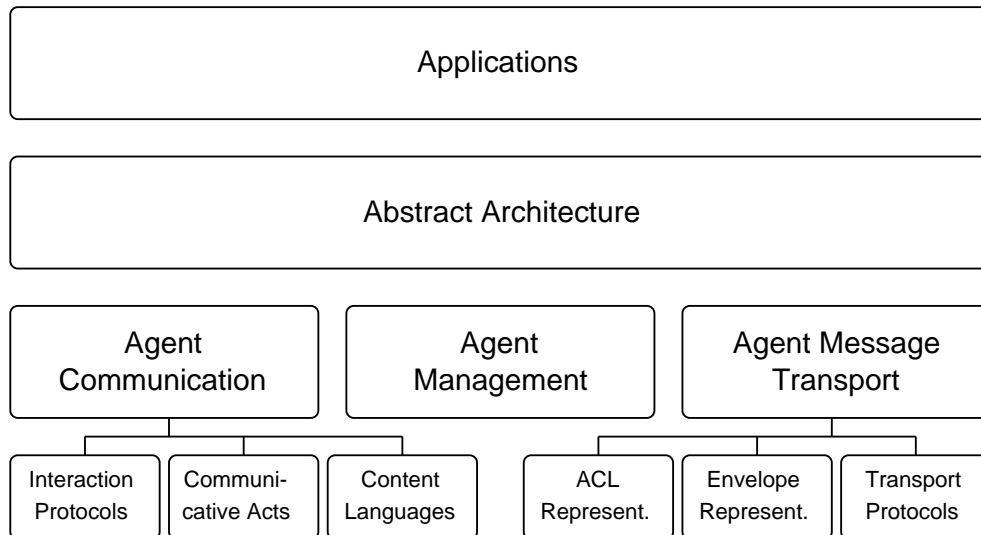 Applications
Abstract Architecture
Agent
Communication
Agent
Management
Agent Message
Transport
Interaction
Protocols
Communi-
cative Acts
Content
Languages
ACL
Represent.
Envelope
Represent.
Transport
Protocols